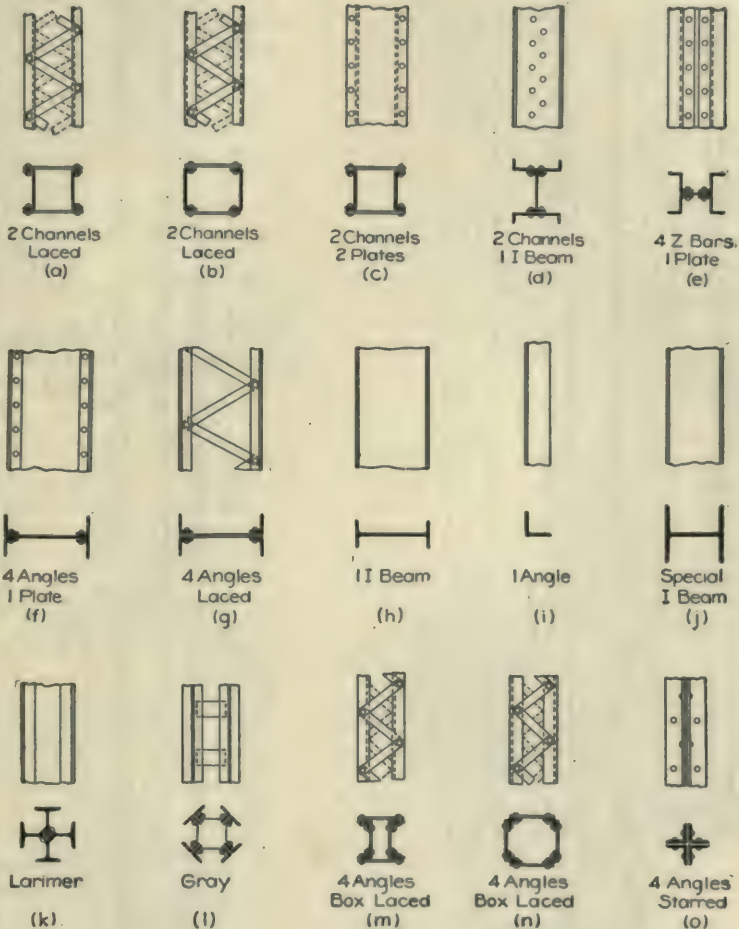 2 Channels
Laced
(a)
2 Channels
Laced
(b)
2 Channels
2 Plates
(c)
2 Channels
1 I Beam
(d)
4 Z Bars,
1 Plate
(e)
4 Angles
1 Plate
(f)
4 Angles
Laced
(g)
1 I Beam
(h)
1 Angle
(i)
Special
I Beam
(j)
Larimer
(k)
Gray
(l)
4 Angles
Box Laced
(m)
4 Angles
Box Laced
(n)
4 Angles
Starred
(o)